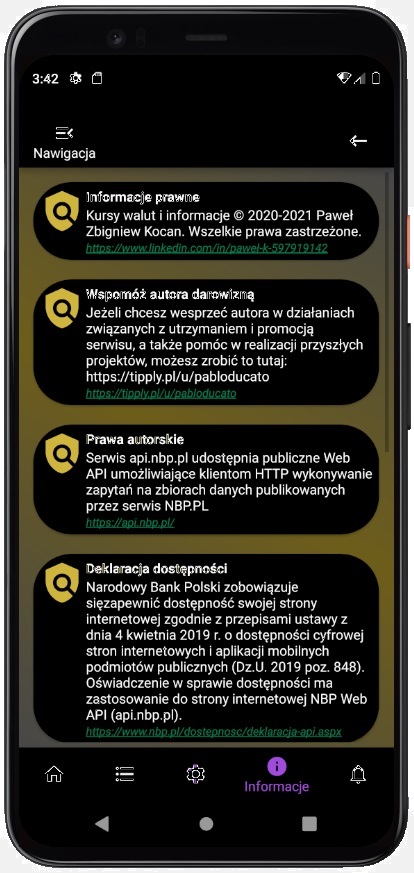 3:42
Nawigacja
Informacje prawne
Kursy walut i informacje © 2020-2021 Paweł
Zbigniew Kocan. Wszelkie prawa zastrzeżone.
https://www.linkedin.com/in/pawel-k-597919142
Wspomóż autora darowizną
Jeżeli chcesz wesprzeć autora w działaniach
związanych z utrzymaniem i promocją
serwisu, a także pomóc w realizacji przyszłych
projektów, możesz zrobić to tutaj:
https://tipply.pl/u/pabloducato
https://tipply.pl/u/pabloducato
Prawa autorskie
Serwis api.nbp.pl udostępnia publiczne Web
API umożliwiające klientom HTTP wykonywanie
zapytań na zbiorach danych publikowanych
przez serwis NBP.PL
https://api.nbp.pl/
Deklaracja dostępności
Narodowy Bank Polski zobowiązuje
sięzapewnić dostępność swojej strony
internetowej zgodnie z przepisami ustawy z
dnia 4 kwietnia 2019 r. o dostępności cyfrowej
stron internetowych i aplikacji mobilnych
podmiotów publicznych (Dz.U. 2019 poz. 848).
Oświadczenie w sprawie dostępności ma
zastosowanie do strony internetowej NBP Web
API (api.nbp.pl).
https://www.nbp.pl/dostepnosc/deklaracja-api.aspx
Informacje